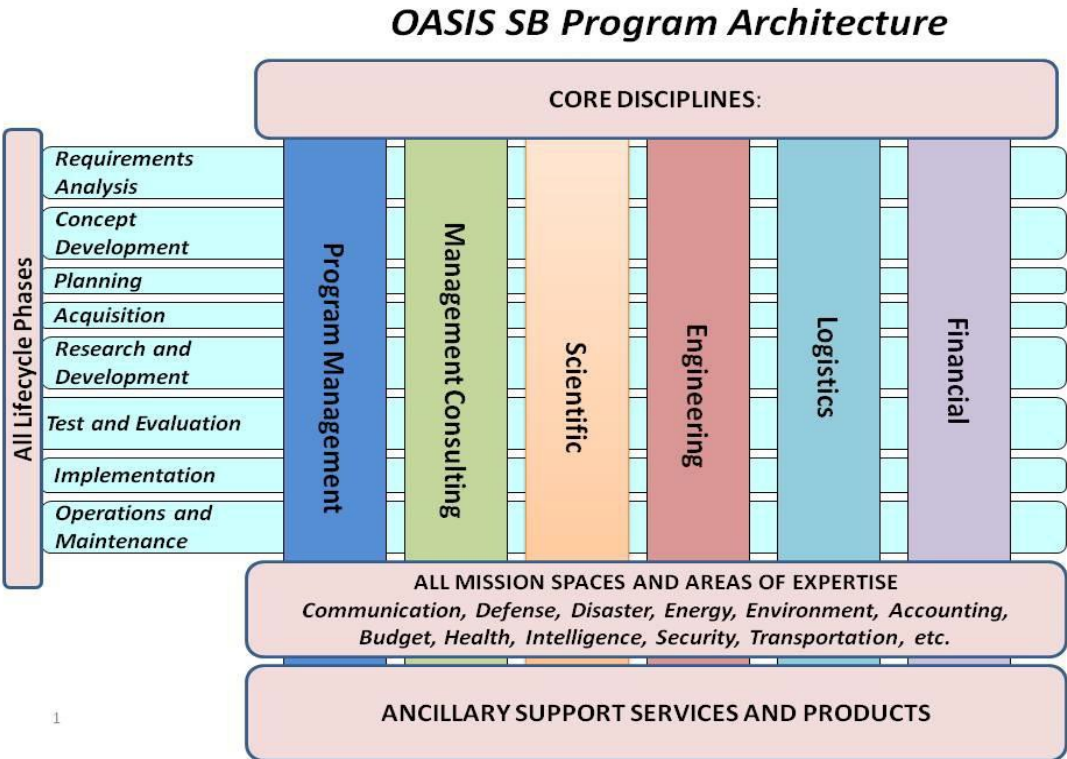 OASIS SB Program Architecture
CORE DISCIPLINES:
All Lifecycle Phases
Requirements
Analysis
Concept
Development
Planning
Acquisition
Research and
Development
Test and Evaluation
Implementation
Operations and
Maintenance
Program Management
Management Consulting
Scientific
Engineering
Logistics
Financial
ALL MISSION SPACES AND AREAS OF EXPERTISE
Communication, Defense, Disaster, Energy, Environment, Accounting,
Budget, Health, Intelligence, Security, Transportation, etc.
ANCILLARY SUPPORT SERVICES AND PRODUCTS
1